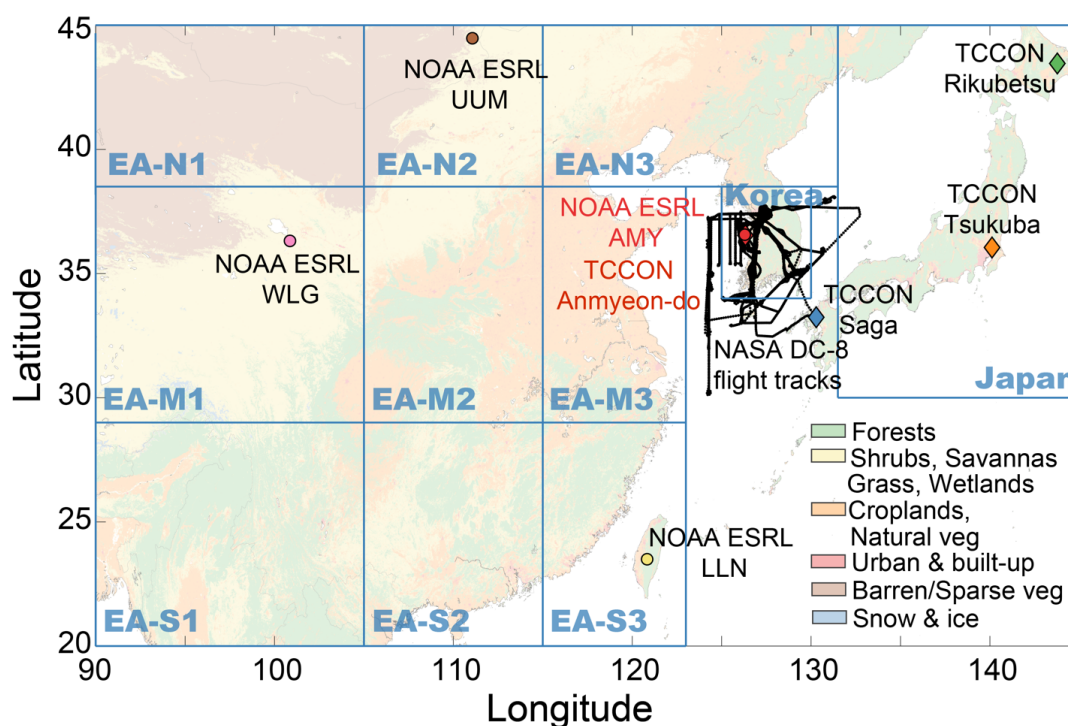 45
40
35
30
25
20
Latitude
90
100
110
120
130
140
Longitude
NOAA ESRL
UUM
TCCON
Rikubetsu
EA-N1
EA-N2
EA-N3
Korea
NOAA ESRL
AMY
TCCON
Anmyeon-do
TCCON
Tsukuba
NOAA ESRL
WLG
TCCON
Saga
NASA DC-8
flight tracks
EA-M1
EA-M2
EA-M3
Japan
NOAA ESRL
LLN
EA-S1
EA-S2
EA-S3
Forests
Shrubs, Savannas
Grass, Wetlands
Croplands,
Natural veg
Urban & built-up
Barren/Sparse veg
Snow & ice